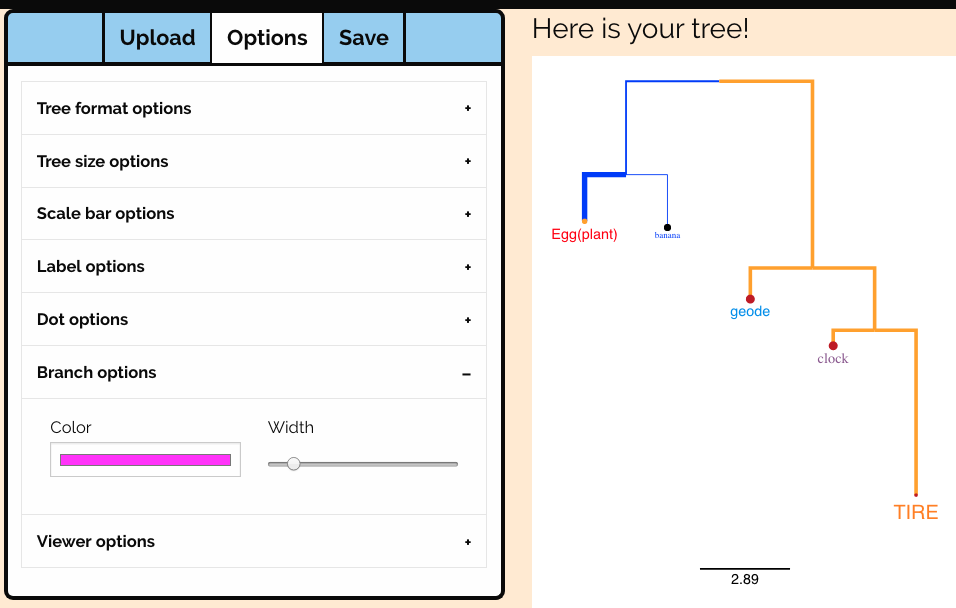 Upload
Options
Save
Tree format options
+
Tree size options
+
Scale bar options
+
Label options
+
Dot options
+
Branch options
–
Color
Width
Viewer options
+
Here is your tree!
Egg(plant)
banana
geode
clock
TIRE
2.89